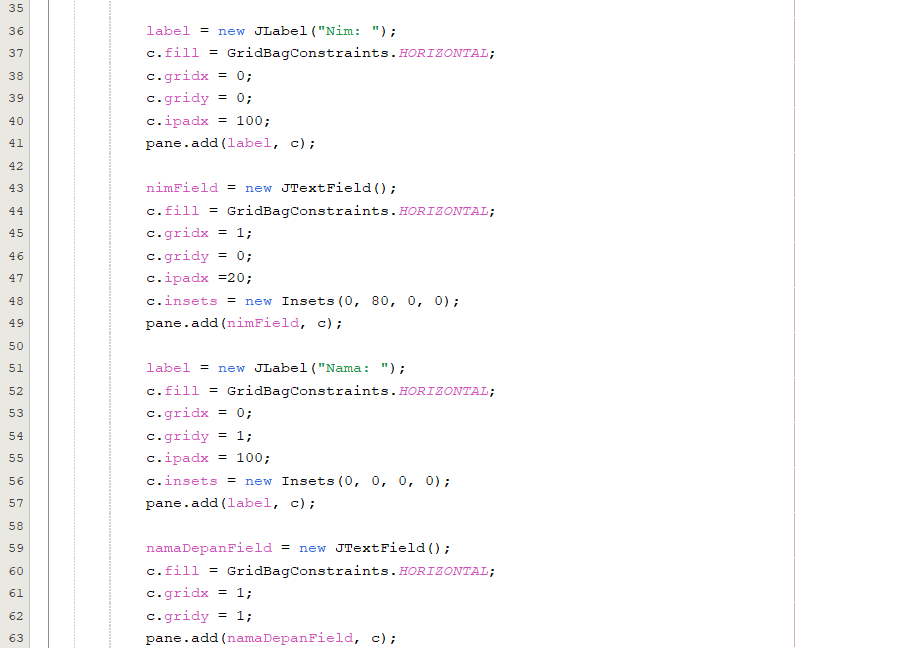 35
36 label = new JLabel("Nim: ");
37 c.fill = GridBagConstraints.HORIZONTAL;
38 c.gridx = 0;
39 c.gridy = 0;
40 c.ipadx = 100;
41 pane.add(label, c);
42
43 nimField = new JTextField();
44 c.fill = GridBagConstraints.HORIZONTAL;
45 c.gridx = 1;
46 c.gridy = 0;
47 c.ipadx =20;
48 c.insets = new Insets(0, 80, 0, 0);
49 pane.add(nimField, c);
50
51 label = new JLabel("Nama: ");
52 c.fill = GridBagConstraints.HORIZONTAL;
53 c.gridx = 0;
54 c.gridy = 1;
55 c.ipadx = 100;
56 c.insets = new Insets(0, 0, 0, 0);
57 pane.add(label, c);
58
59 namaDepanField = new JTextField();
60 c.fill = GridBagConstraints.HORIZONTAL;
61 c.gridx = 1;
62 c.gridy = 1;
63 pane.add(namaDepanField, c);